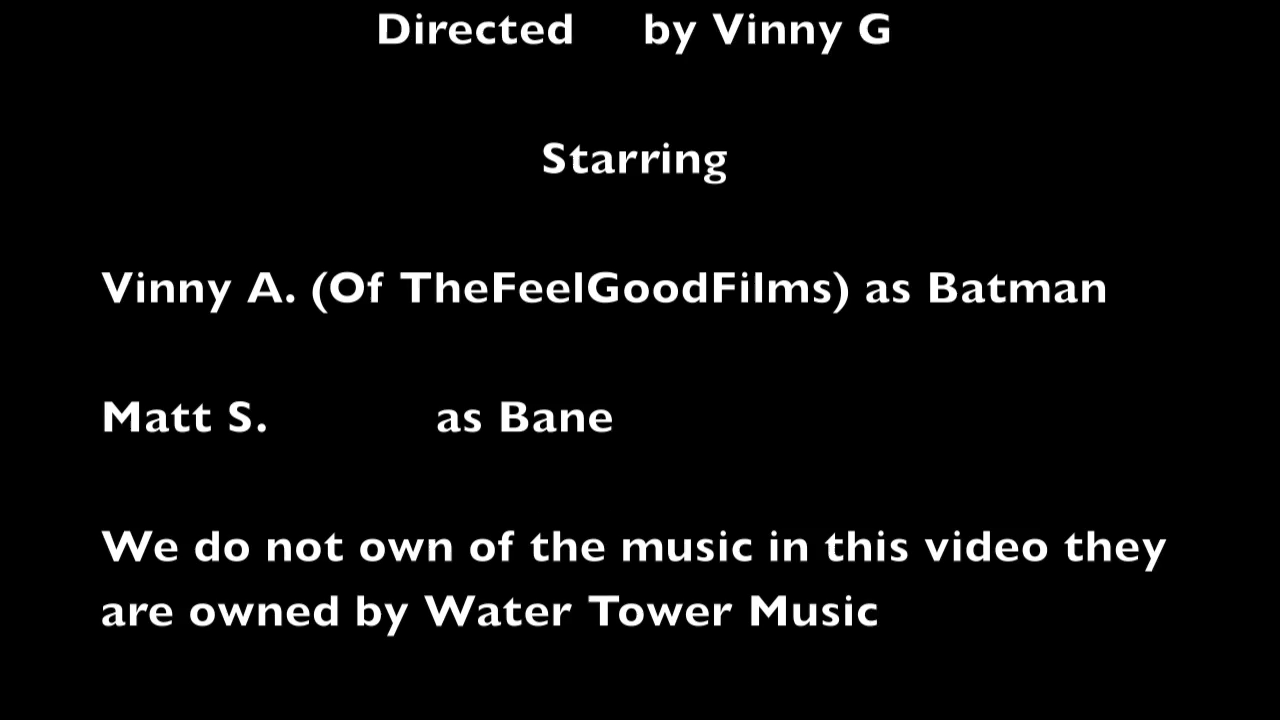 Directed by Vinny G
Starring
Vinny A. (Of TheFeelGoodFilms) as Batman
Matt S. as Bane
We do not own of the music in this video they
are owned by Water Tower Music